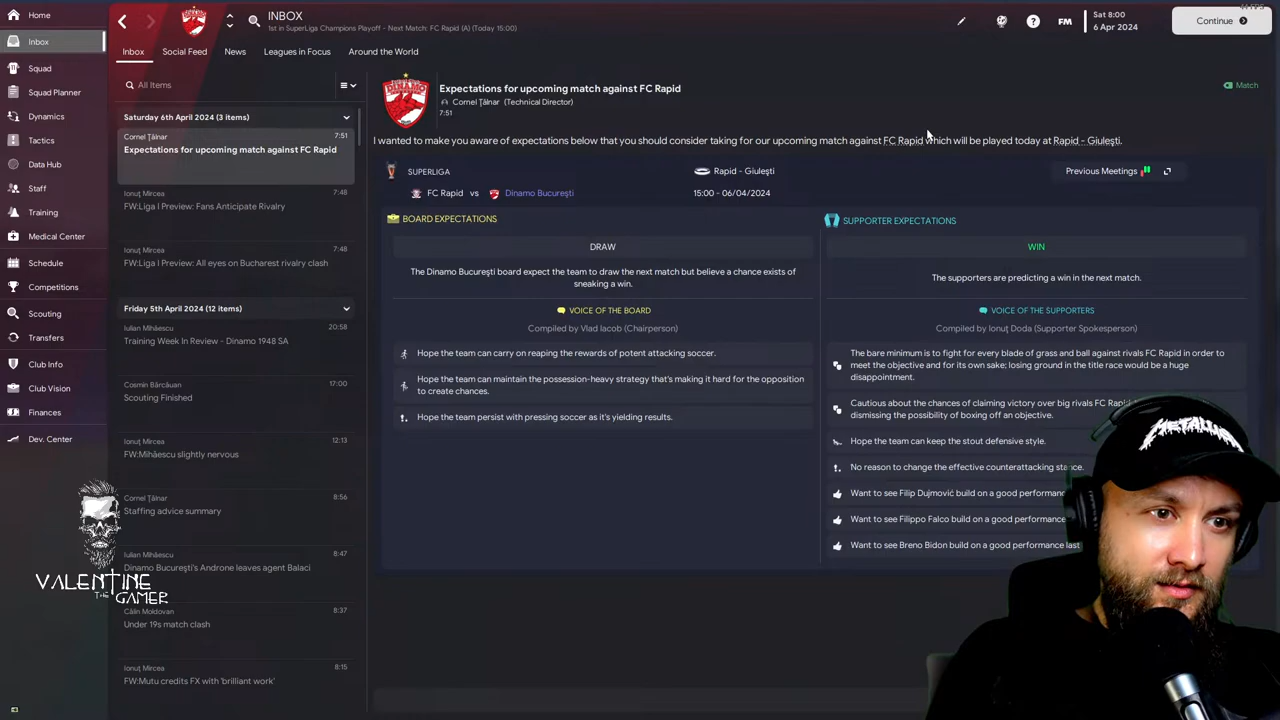 INBOX
1st in SuperLiga Champions Playoff - Next Match: FC Rapid (A) (Today 15:00)
FM
Sat 8:00
6 Apr 2024
Continue
Home
Inbox
Squad
Squad Planner
Dynamics
Tactics
Data Hub
Staff
Training
Medical Center
Schedule
Competitions
Scouting
Transfers
Club Info
Club Vision
Finances
Dev. Center
Inbox
Social Feed
News
Leagues in Focus
Around the World
All Items
Saturday 6th April 2024 (3 items)
Cornel Țălnar 7:51
Expectations for upcoming match against FC Rapid
Ionuţ Mircea 7:48
FW:Liga I Preview: Fans Anticipate Rivalry
Ionuţ Mircea 7:48
FW:Liga I Preview: All eyes on Bucharest rivalry clash
Friday 5th April 2024 (12 items)
Iulian Mihăescu 20:58
Training Week In Review - Dinamo 1948 SA
Cosmin Bărcăuan 17:00
Scouting Finished
Ionuţ Mircea 12:13
FW:Mihăescu slightly nervous
Cornel Țălnar 8:56
Staffing advice summary
Iulian Mihăescu 8:47
Dinamo Bucureşti's Androne leaves agent Balaci
Călin Moldovan 8:37
Under 19s match clash
Ionuţ Mircea 8:15
FW:Mutu credits FX with 'brilliant work'
Expectations for upcoming match against FC Rapid
Cornel Țălnar (Technical Director)
7:51
Match
I wanted to make you aware of expectations below that you should consider taking for our upcoming match against FC Rapid which will be played today at Rapid - Giuleşti.
SUPERLIGA
Rapid - Giuleşti
Previous Meetings
FC Rapid vs Dinamo Bucureşti
15:00 - 06/04/2024
BOARD EXPECTATIONS
DRAW
The Dinamo Bucureşti board expect the team to draw the next match but believe a chance exists of
sneaking a win.
VOICE OF THE BOARD
Compiled by Vlad Iacob (Chairperson)
Hope the team can carry on reaping the rewards of potent attacking soccer.
Hope the team can maintain the possession-heavy strategy that's making it hard for the opposition
to create chances.
Hope the team persist with pressing soccer as it's yielding results.
SUPPORTER EXPECTATIONS
WIN
The supporters are predicting a win in the next match.
VOICE OF THE SUPPORTERS
Compiled by Ionuţ Doda (Supporter Spokesperson)
The bare minimum is to fight for every blade of grass and ball against rivals FC Rapid in order to
meet the objective and for its own sake; losing ground in the title race would be a huge
disappointment.
Cautious about the chances of claiming victory over big rivals FC Rapid
dismissing the possibility of boxing off an objective.
Hope the team can keep the stout defensive style.
No reason to change the effective counterattacking stance.
Want to see Filip Dujmović build on a good performance
Want to see Filippo Falco build on a good performance
Want to see Breno Bidon build on a good performance last
METALLICA
VALENTINE
THE GAMER